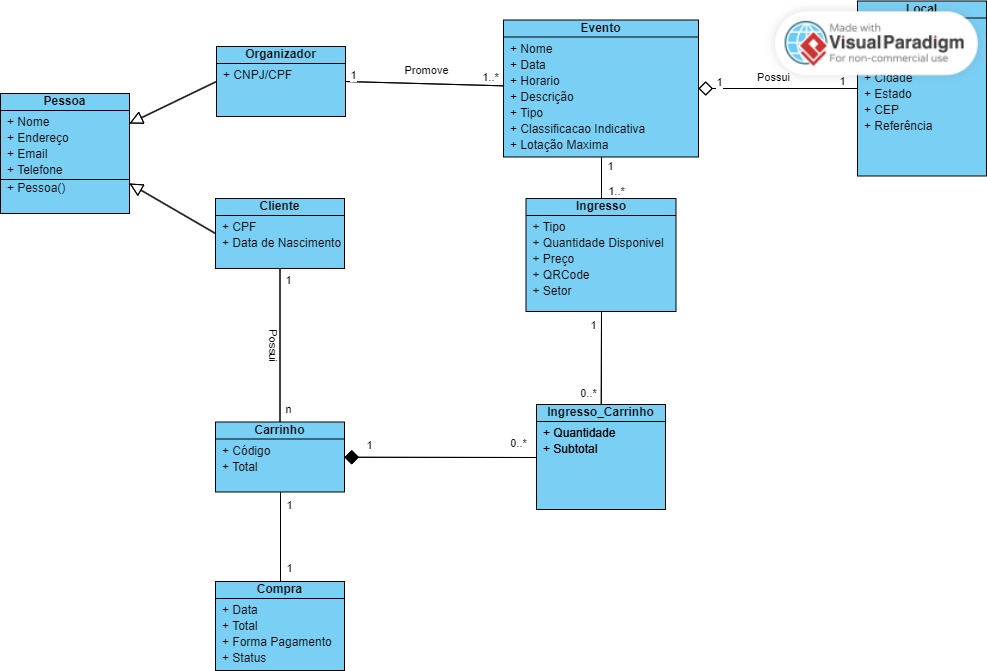 Local
Made with
VisualParadigm
For non-commercial use
+ Cidade
+ Estado
+ CEP
+ Referência
Evento
+ Nome
+ Data
+ Horario
+ Descrição
+ Tipo
+ Classificacao Indicativa
+ Lotação Maxima
1
Possui
1
Organizador
+ CNPJ/CPF
1
Promove
1..*
Pessoa
+ Nome
+ Endereço
+ Email
+ Telefone
+ Pessoa()
1
1..*
Cliente
+ CPF
+ Data de Nascimento
Ingresso
+ Tipo
+ Quantidade Disponivel
+ Preço
+ QRCode
+ Setor
1
Possui
n
1
0..*
Carrinho
+ Código
+ Total
1
0..*
Ingresso_Carrinho
+ Quantidade
+ Subtotal
1
1
Compra
+ Data
+ Total
+ Forma Pagamento
+ Status